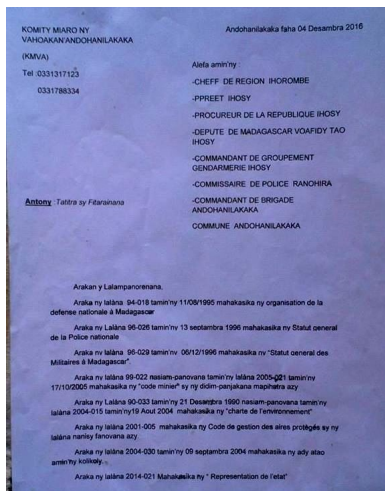 KOMITY MIARO NY
VAHOAKAN'ANDOHANILAKAKA
(KMVA)
Tel :0331317123
0331788334
Andohanilakaka faha 04 Desambra 2016
Alefa amin'ny :
-CHEFF DE REGION IHOROMBE
-PPREET IHOSY
-PROCUREUR DE LA REPUBLIQUE IHOSY
-DEPUTE DE MADAGASCAR VOAFIDY TAO
IHOSY
-COMMANDANT DE GROUPEMENT
GENDARMERIE IHOSY
-COMMISSAIRE DE POLICE RANOHIRA
-COMMANDANT DE BRIGADE
ANDOHANILAKAKA
COMMUNE ANDOHANILAKAKA
Antony :Tatitra sy Fitarainana
Arakan y Lalampanorenana,
Araka ny lalàna 94-018 tamin'ny 11/08/1995 mahakasika ny organisation de la
defense nationale à Madagascar
Araka ny Lalàna 96-026 tamin'ny 13 septambra 1996 mahakasika ny Statut general
de la Police nationale
Araka ny lalàna 96-029 tamin'ny 06/12/1996 mahakasika ny "Statut general des
Militaires à Madagascar".
Araka ny lalàna 99-022 nasiam-panovana tamin'ny lalàna 2005-021 tamin'ny
17/10/2005 mahakasika ny "code minier" sy ny didim-panjakana mapihatra azy
Araka ny Lalàna 90-033 tamin'ny 21 Desambra 1990 nasiam-panovana tamin'ny
lalàna 2004-015 tamin'ny19 Aout 2004 mahakasika ny "charte de l'environnement"
Araka ny lalàna 2001-005 mahakasika ny Code de gestion des aires protégés sy ny
lalàna nanisy fanovana azy
Araka ny lalàna 2004-030 tamin'ny 09 septambra 2004 mahakasika ny ady atao
amin'ny kolikoly.
Araka ny lalàna 2014-021 Mahakasika ny " Representation de l'etat"